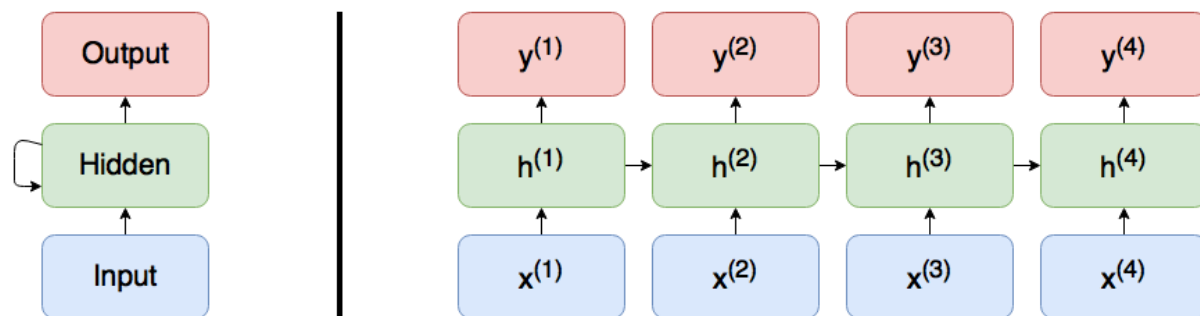 Output
Hidden
Input
y(1) y(2) y(3) y(4)
h(1) h(2) h(3) h(4)
x(1) x(2) x(3) x(4)